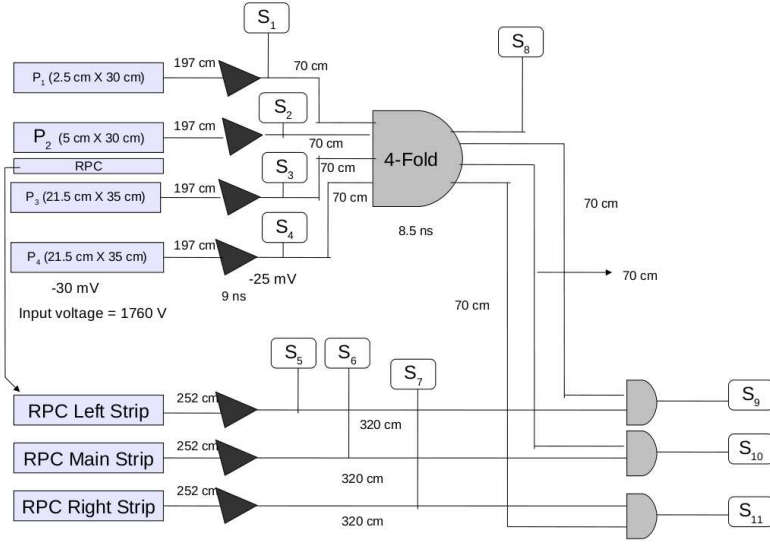 S1
S8
197 cm
70 cm
P1 (2.5 cm X 30 cm)
S2
197 cm
P2 (5 cm X 30 cm)
70 cm
4-Fold
RPC
S3
70 cm
197 cm
P3 (21.5 cm X 35 cm)
70 cm
70 cm
S4
8.5 ns
197 cm
P4 (21.5 cm X 35 cm)
-25 mV
70 cm
-30 mV
9 ns
70 cm
Input voltage = 1760 V
S5
S6
S7
252 cm
S9
RPC Left Strip
320 cm
252 cm
S10
RPC Main Strip
320 cm
252 cm
RPC Right Strip
S11
320 cm